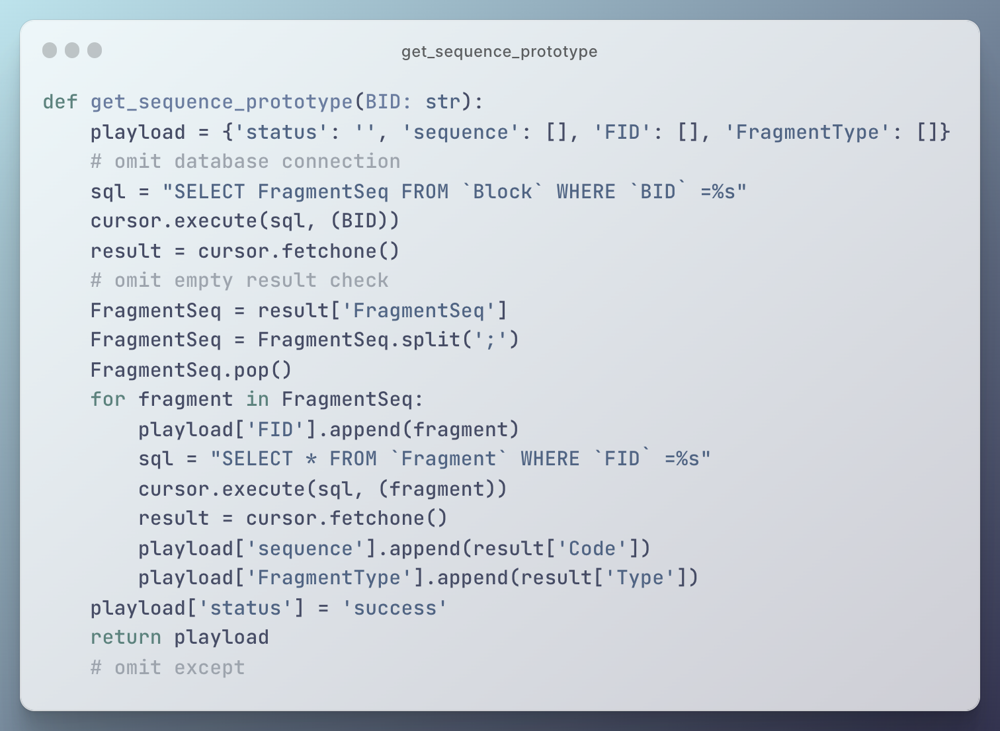 get_sequence_prototype
def get_sequence_prototype(BID: str):
    playload = {'status': '', 'sequence': [], 'FID': [], 'FragmentType': []}
    # omit database connection
    sql = "SELECT FragmentSeq FROM `Block` WHERE `BID` =%s"
    cursor.execute(sql, (BID))
    result = cursor.fetchone()
    # omit empty result check
    FragmentSeq = result['FragmentSeq']
    FragmentSeq = FragmentSeq.split(';')
    FragmentSeq.pop()
    for fragment in FragmentSeq:
        playload['FID'].append(fragment)
        sql = "SELECT * FROM `Fragment` WHERE `FID` =%s"
        cursor.execute(sql, (fragment))
        result = cursor.fetchone()
        playload['sequence'].append(result['Code'])
        playload['FragmentType'].append(result['Type'])
    playload['status'] = 'success'
    return playload
    # omit except